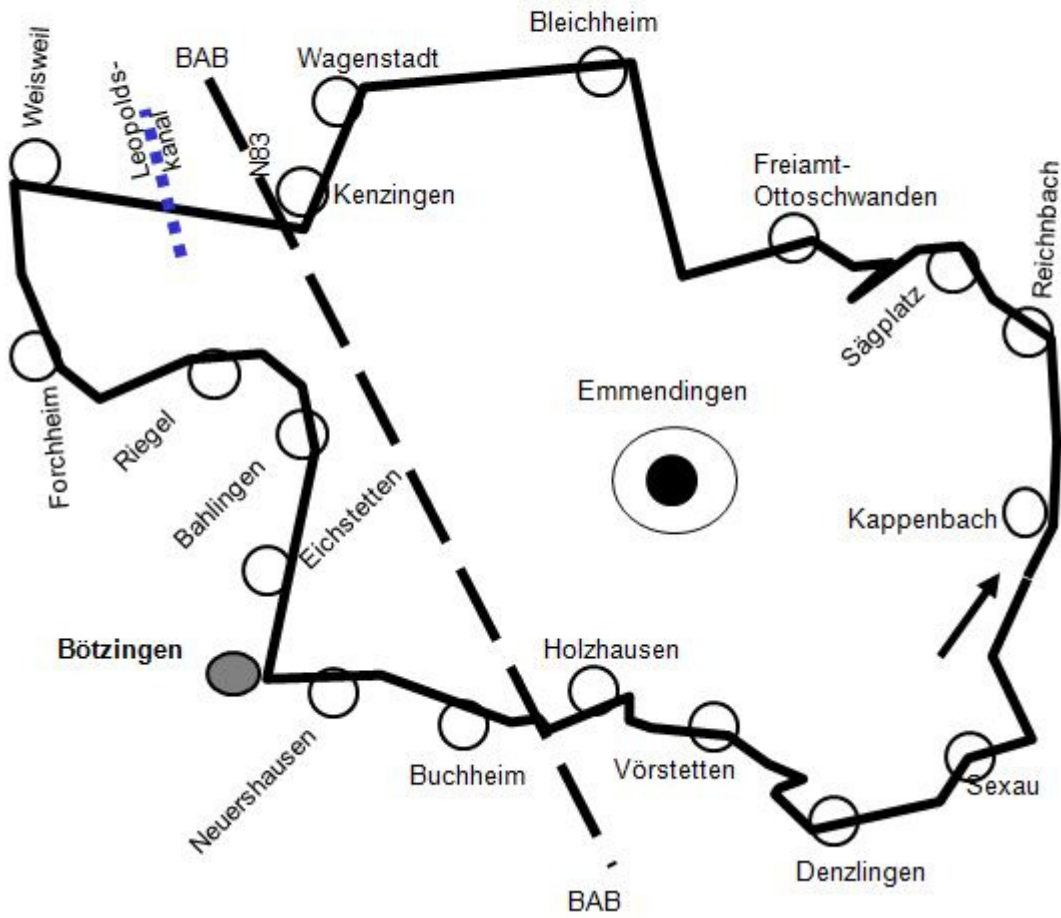 Bleichheim
Weisweil
Leopolds-
kanal
BAB
Wagenstadt
N83
Kenzingen
Freiamt-
Ottoschwanden
Reichnbach
Sägplatz
Forchheim
Riegel
Bahlingen
Eichstetten
Emmendingen
Kappenbach
Bötzingen
Holzhausen
Neuershausen
Buchheim
Vörstetten
Sexau
Denzlingen
BAB